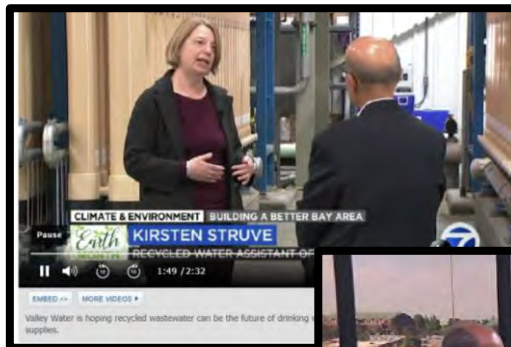 CLIMATE & ENVIRONMENT BUILDING A BETTER BAY AREA
Pause
Earth
KIRSTEN STRUVE
7
RECYCLED WATER ASSISTANT OF
1:49 / 2:32
EMBED <>
MORE VIDEOS
Valley Water is hoping recycled wastewater can be the future of drinking
supplies.